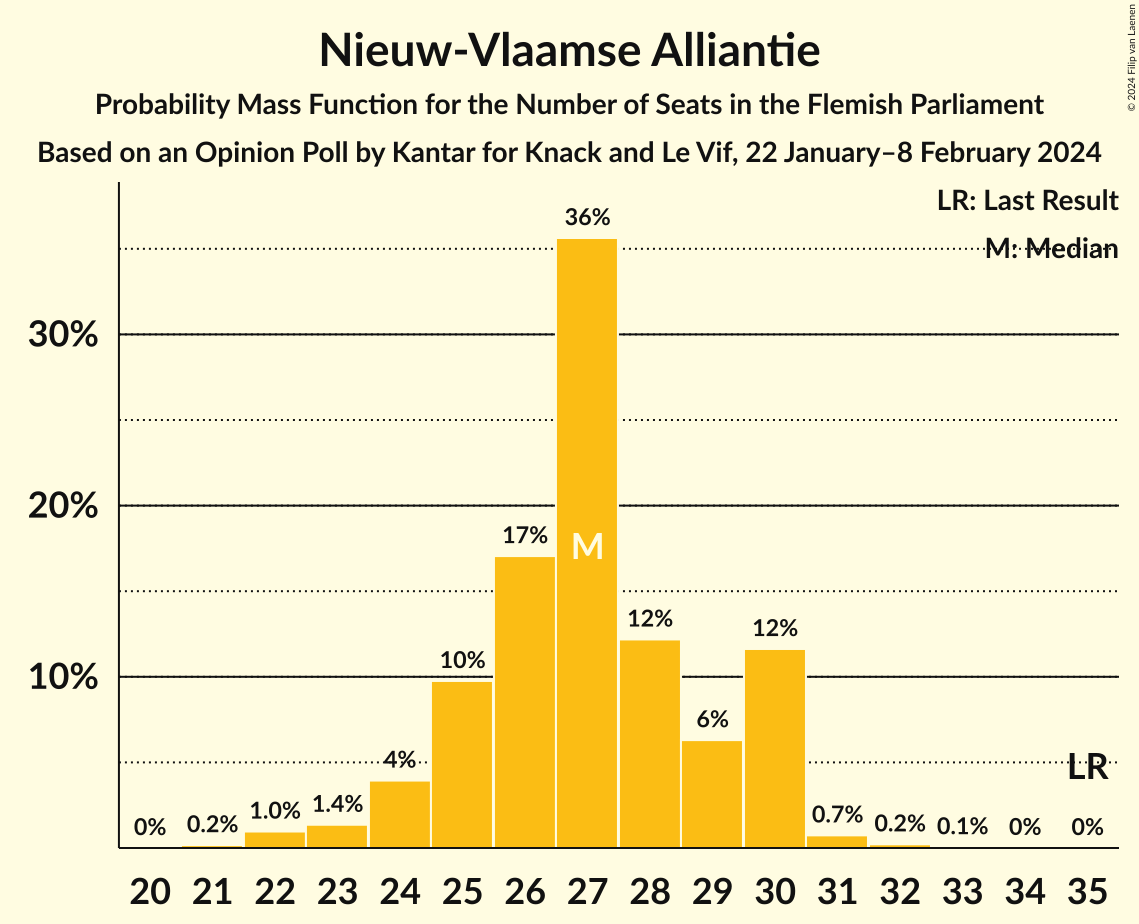 Nieuw-Vlaamse Alliantie
Probability Mass Function for the Number of Seats in the Flemish Parliament
Based on an Opinion Poll by Kantar for Knack and Le Vif, 22 January–8 February 2024
© 2024 Filip van Laenen
LR: Last Result
M: Median
30%
20%
10%
0%
0.2%
1.0%
1.4%
4%
10%
17%
36%
M
12%
6%
12%
0.7%
0.2%
0.1%
0%
0%
LR
20 21 22 23 24 25 26 27 28 29 30 31 32 33 34 35